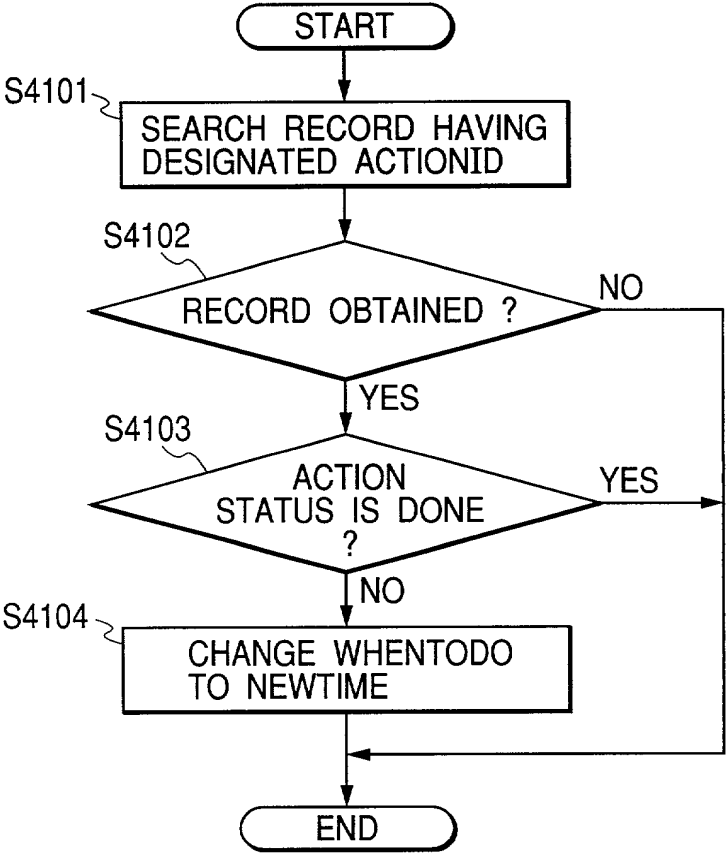 START
S4101
SEARCH RECORD HAVING
DESIGNATED ACTIONID
S4102
RECORD OBTAINED ?
NO
YES
S4103
ACTION
STATUS IS DONE
?
YES
NO
S4104
CHANGE WHENTODO
TO NEWTIME
END